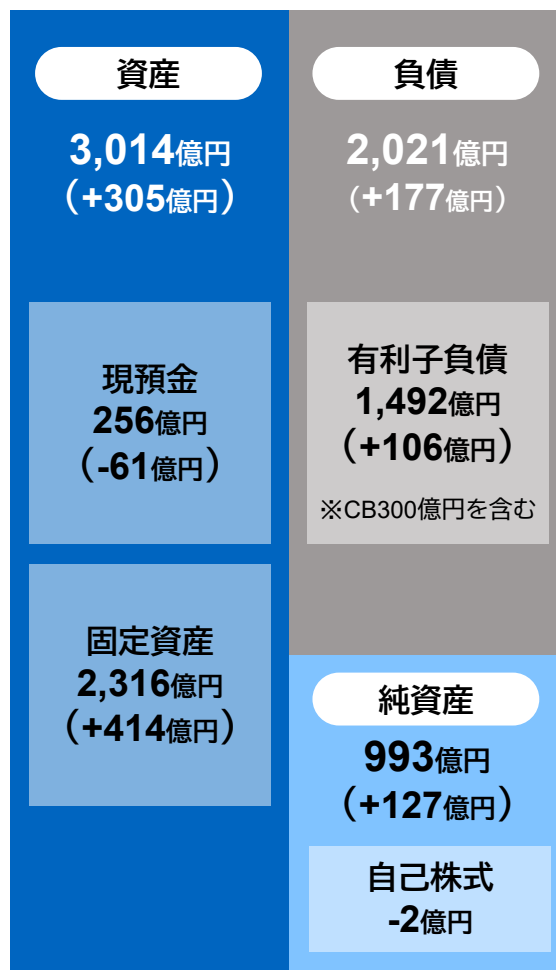 資産
3,014億円
（+305億円）
現預金
256億円
（-61億円）
固定資産
2,316億円
（+414億円）
負債
2,021億円
（+177億円）
有利子負債
1,492億円
（+106億円）
※CB300億円を含む
純資産
993億円
（+127億円）
自己株式
-2億円